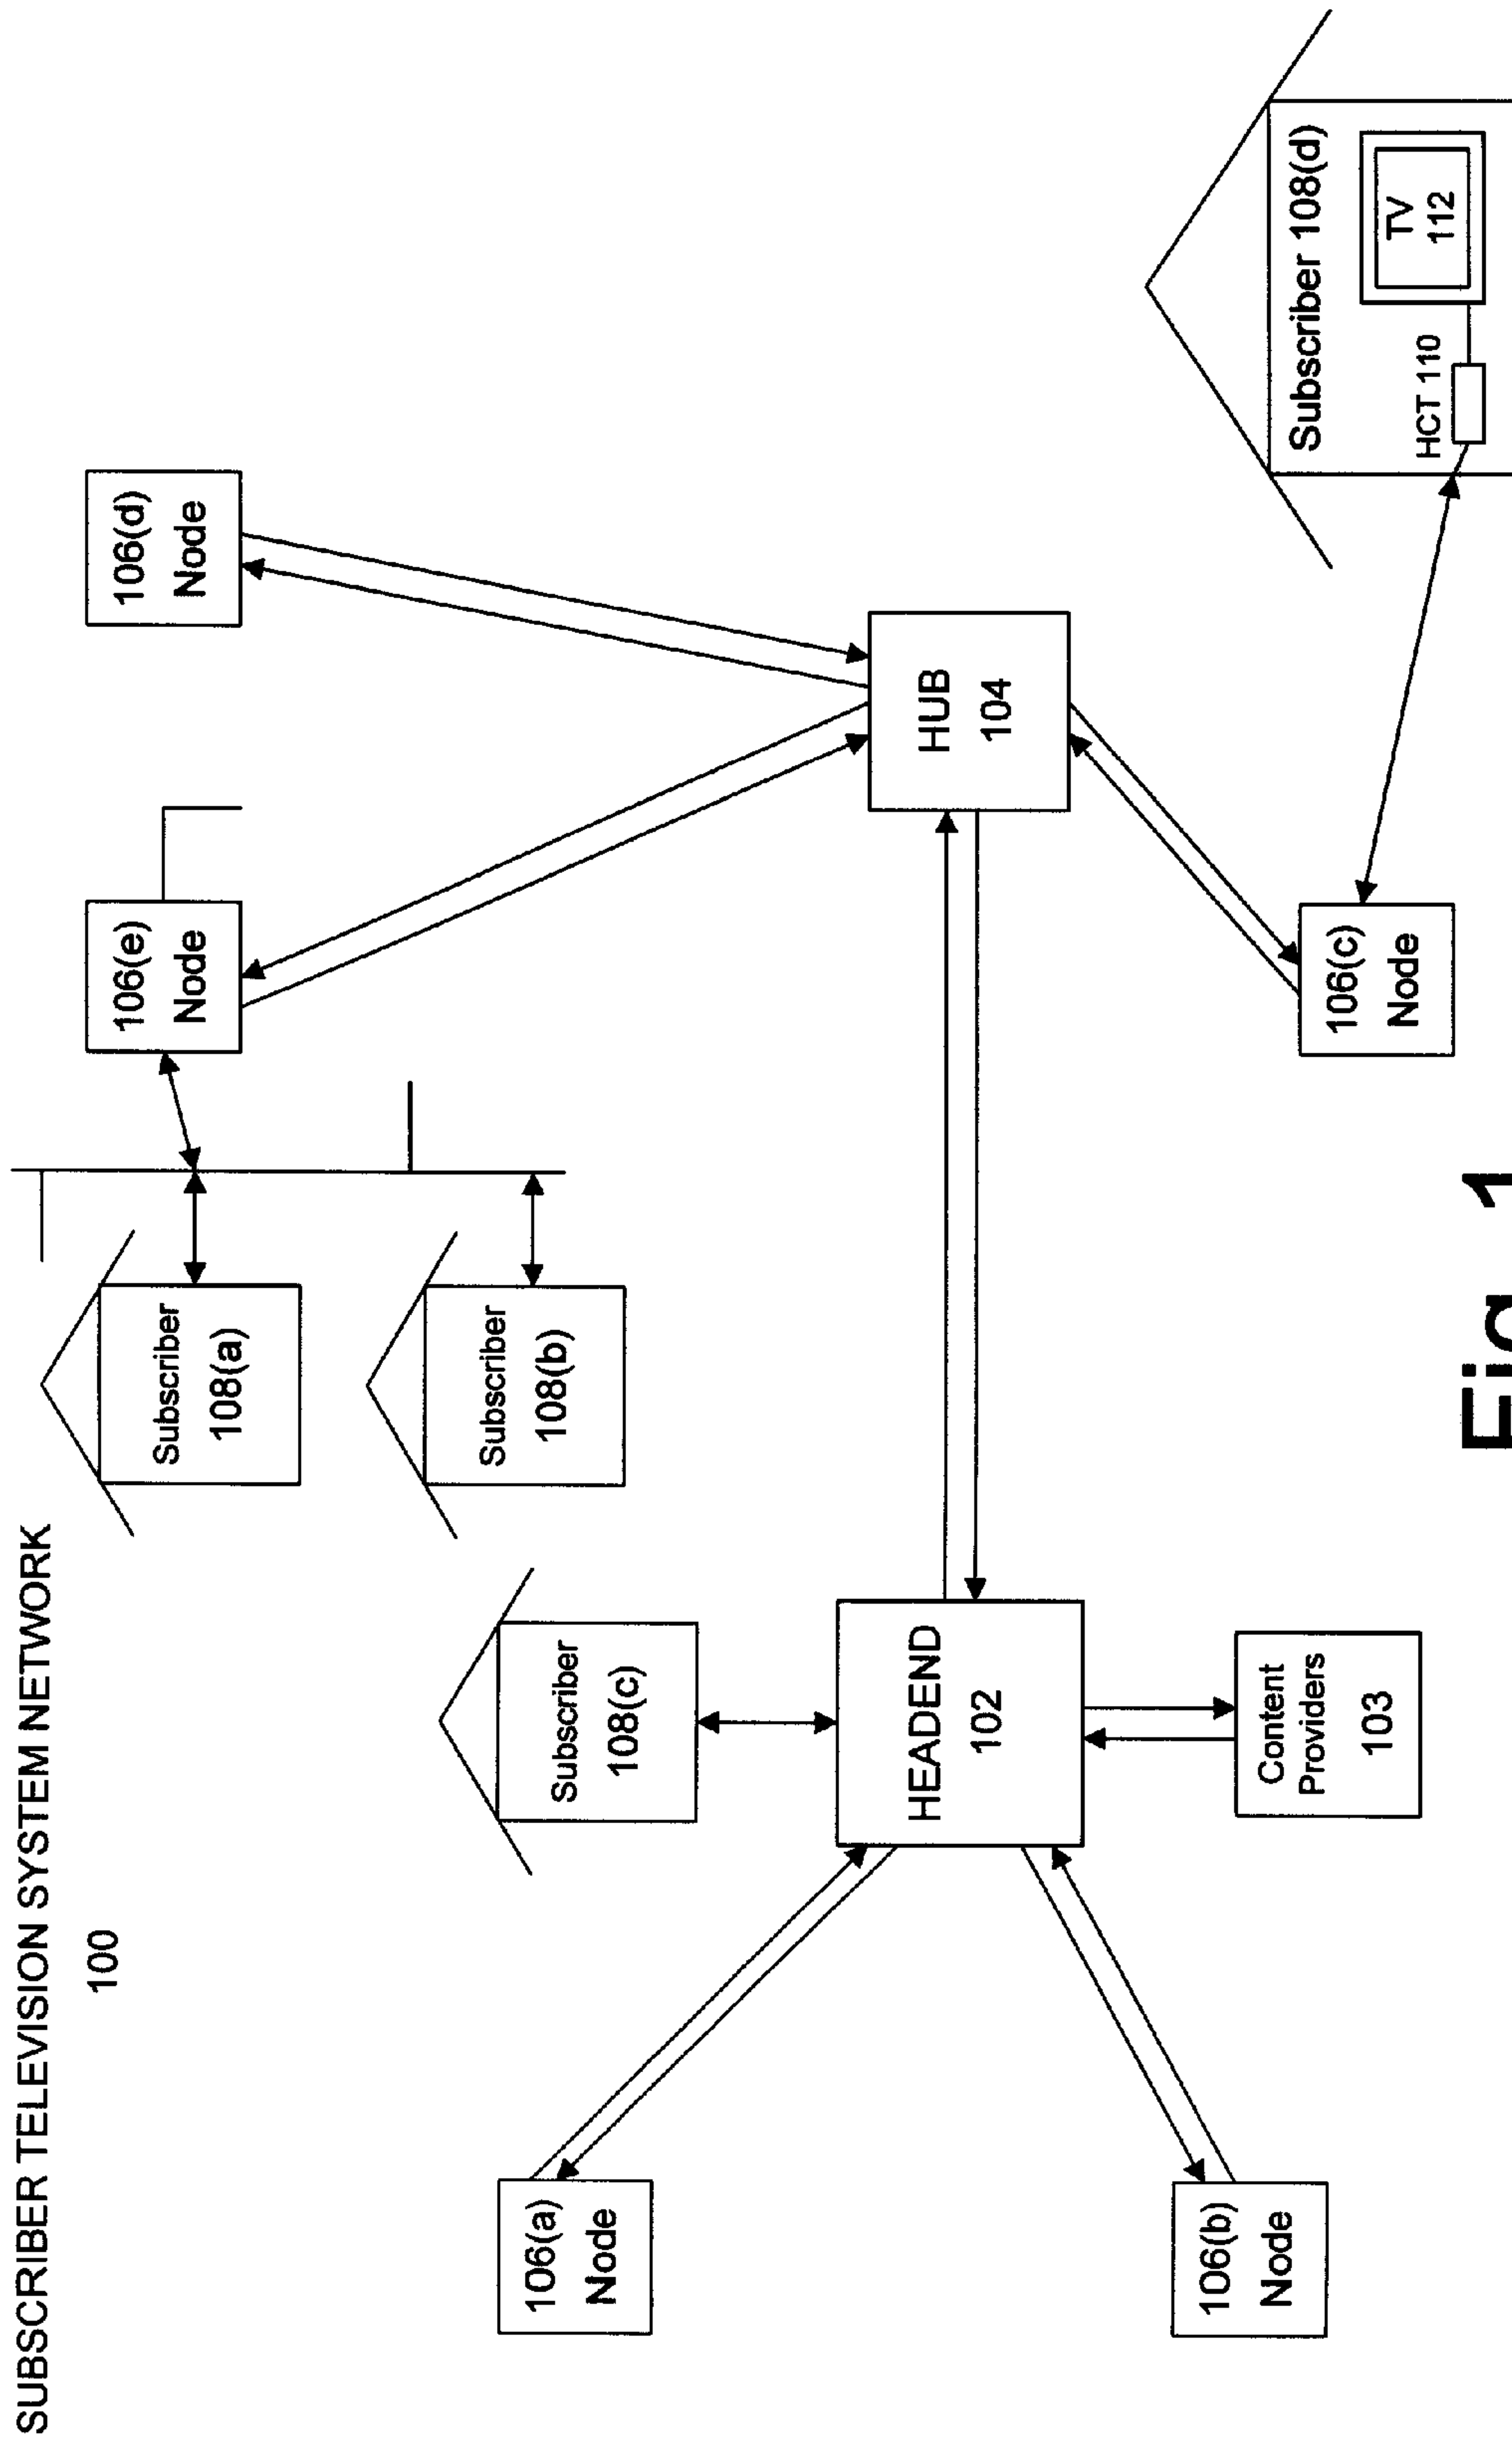 SUBSCRIBER TELEVISION SYSTEM NETWORK
100
Subscriber
108(a)
106(e)
Node
106(d)
Node
Subscriber
108(b)
Subscriber
108(c)
106(a)
Node
HEADEND
102
HUB
104
Content
Providers
103
106(b)
Node
106(c)
Node
Subscriber 108(d)
TV
112
HCT 110
Fig. 1